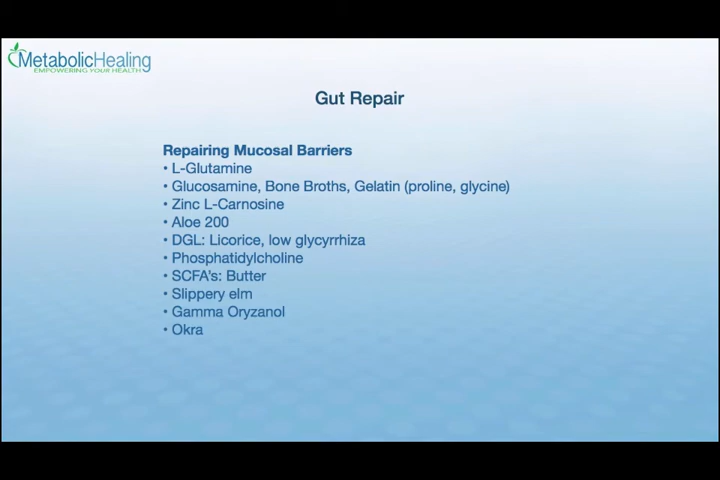 MetabolicHealing
EMPOWERING YOUR HEALTH
Gut Repair
Repairing Mucosal Barriers
• L-Glutamine
• Glucosamine, Bone Broths, Gelatin (proline, glycine)
• Zinc L-Carnosine
• Aloe 200
• DGL: Licorice, low glycyrrhiza
• Phosphatidylcholine
• SCFA's: Butter
• Slippery elm
• Gamma Oryzanol
• Okra